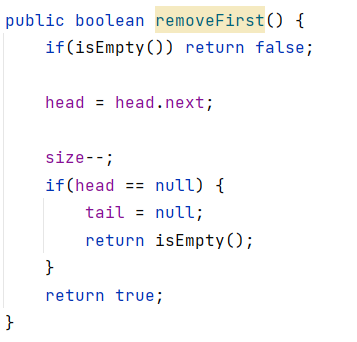 public boolean removeFirst() {
    if(isEmpty()) return false;

    head = head.next;

    size--;
    if(head == null) {
        tail = null;
        return isEmpty();
    }
    return true;
}